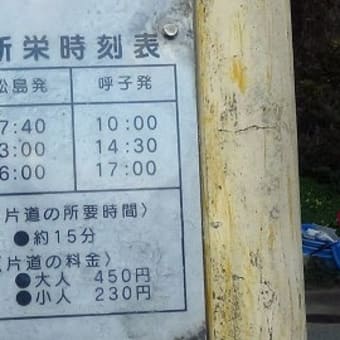 新栄時刻表
松島発 呼子発
7:40 10:00
3:00 14:30
6:00 17:00
片道の所要時間〉
●約15分
〈片道の料金〉
●大人 450円
●小人 230円